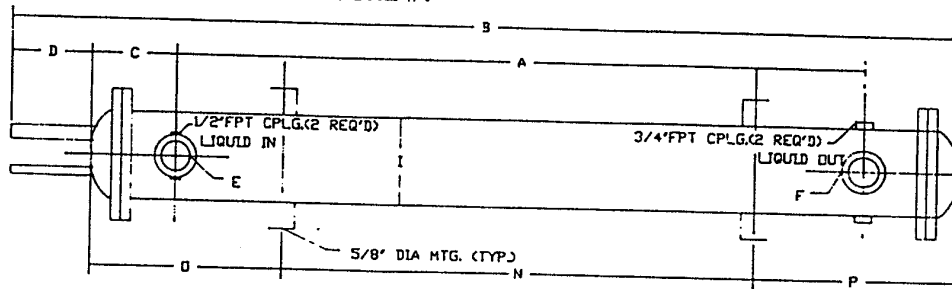 B
D
C
A
1/2"FPT CPLG.(2 REQ'D)
LIQUID IN
3/4"FPT CPLG.(2 REQ'D)
LIQUID OUT
I
E
F
5/8" DIA MTG. (TYP.)
O
N
P